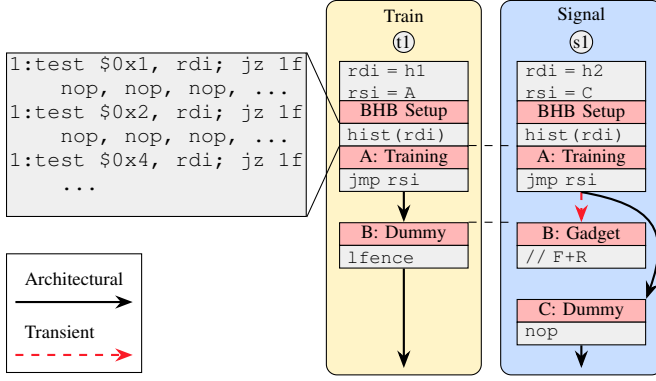 1:test $0x1, rdi; jz 1f
nop, nop, nop, ...
1:test $0x2, rdi; jz 1f
nop, nop, nop, ...
1:test $0x4, rdi; jz 1f
...
Architectural
Transient
Train
t1
rdi = h1
rsi = A
BHB Setup
hist(rdi)
A: Training
jmp rsi
B: Dummy
lfence
Signal
s1
rdi = h2
rsi = C
BHB Setup
hist(rdi)
A: Training
jmp rsi
B: Gadget
// F+R
C: Dummy
nop